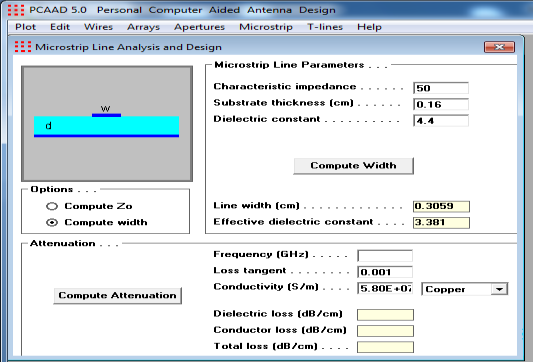 PCAAD 5.0 Personal Computer Aided Antenna Design
Plot Edit Wires Arrays Apertures Microstrip T-lines Help
Microstrip Line Analysis and Design
Microstrip Line Parameters . . .
Characteristic impedance . . . . . . 50
Substrate thickness (cm) . . . . . . 0.16
Dielectric constant . . . . . . . . . . 4.4
W
d
Compute Width
Options . . .
Compute Zo
Compute width
Line width (cm) . . . . . . . . . . . . 0.3059
Effective dielectric constant . . . . 3.381
Attenuation . . .
Frequency (GHz) . . . . .
Loss tangent . . . . . . . . 0.001
Conductivity (S/m) . . . . 5.80E+07 Copper
Compute Attenuation
Dielectric loss (dB/cm)
Conductor loss (dB/cm)
Total loss (dB/cm) . . . .